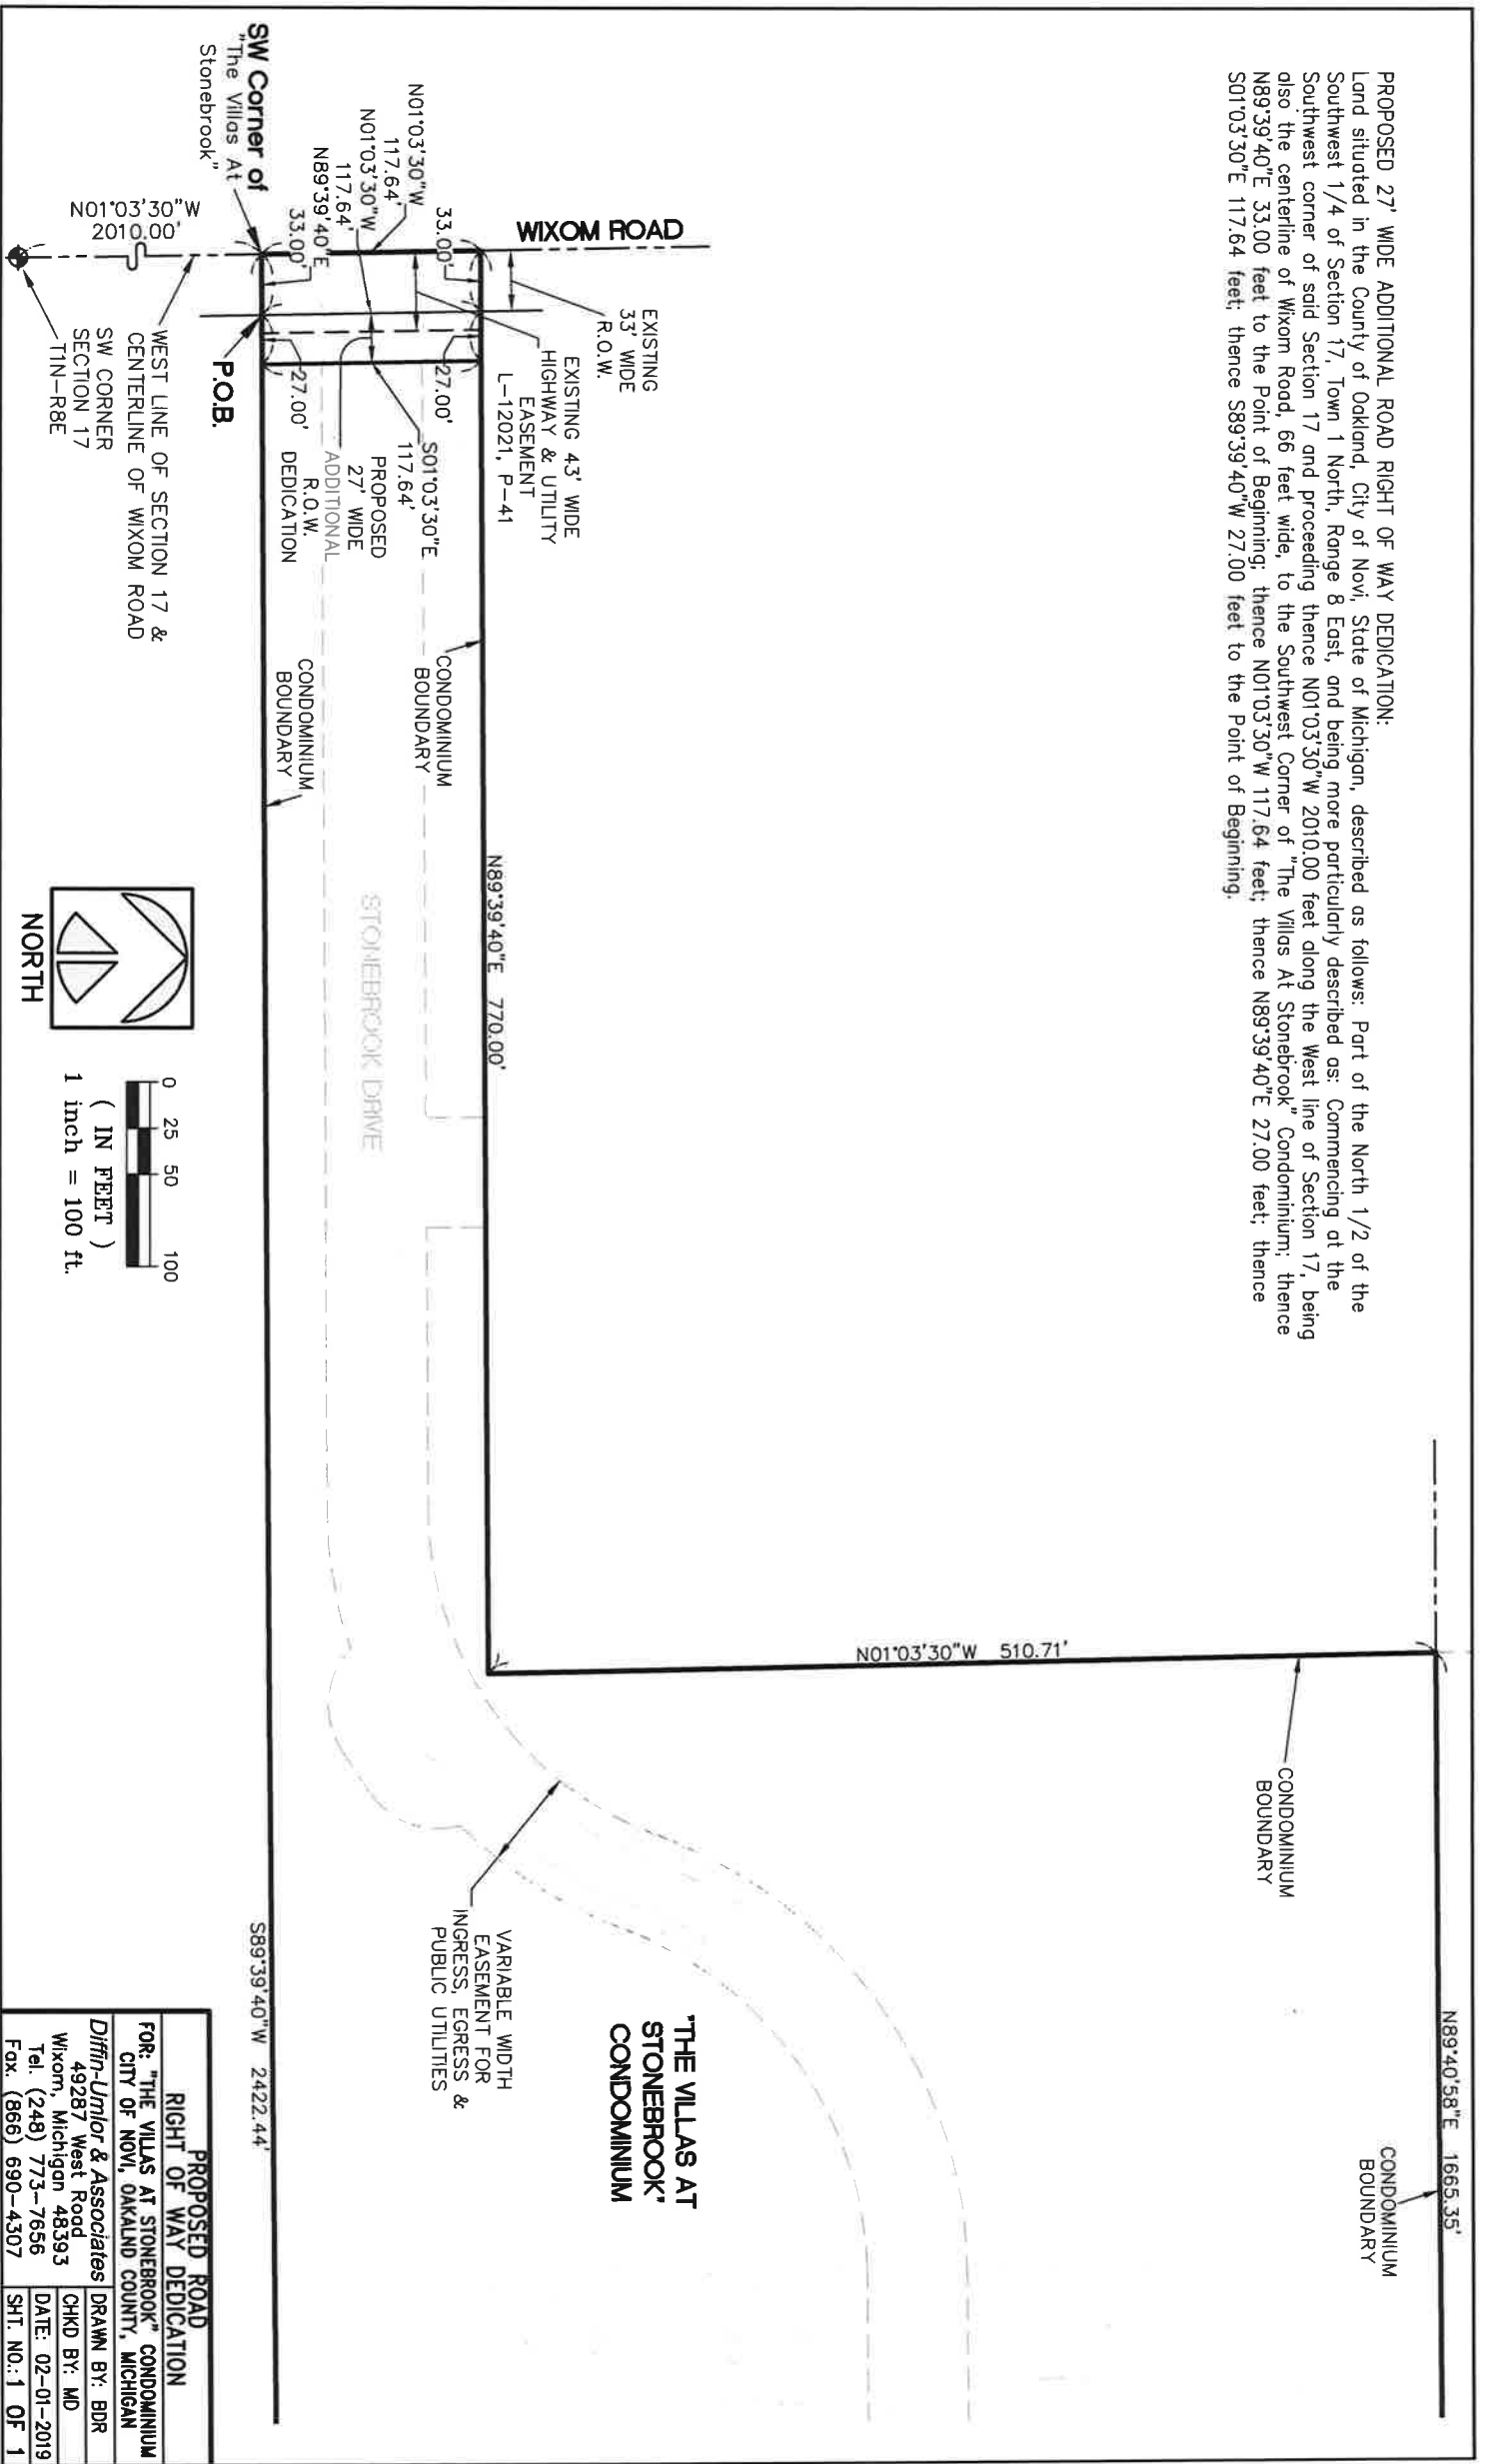 PROPOSED 27' WIDE ADDITIONAL ROAD RIGHT OF WAY DEDICATION:
Land situated in the County of Oakland, City of Novi, State of Michigan, described as follows: Part of the North 1/2 of the
Southwest 1/4 of Section 17, Town 1 North, Range 8 East, and being more particularly described as: Commencing at the
Southwest corner of said Section 17 and proceeding thence N01°03'30"W 2010.00 feet along the West line of Section 17, being
also the centerline of Wixom Road, 66 feet wide, to the Southwest Corner of "The Villas At Stonebrook" Condominium; thence
N89°39'40"E 33.00 feet to the Point of Beginning; thence N01°03'30"W 117.64 feet; thence N89°39'40"E 27.00 feet; thence
S01°03'30"E 117.64 feet; thence S89°39'40"W 27.00 feet to the Point of Beginning.
N89°40'58"E 1665.35'
CONDOMINIUM
BOUNDARY
CONDOMINIUM
BOUNDARY
N01°03'30"W 510.71'
WIXOM ROAD
EXISTING
33' WIDE
R.O.W.
EXISTING 43' WIDE
HIGHWAY & UTILITY
EASEMENT
L-12021, P-41
33.00'
27.00'
N01°03'30"W
117.64'
N01°03'30"W
117.64'
N89°39'40"E
33.00'
S01°03'30"E
117.64'
PROPOSED
27' WIDE
ADDITIONAL
R.O.W.
DEDICATION
27.00'
CONDOMINIUM
BOUNDARY
N89°39'40"E 770.00'
STONEBROOK DRIVE
CONDOMINIUM
BOUNDARY
"THE VILLAS AT
STONEBROOK"
CONDOMINIUM
VARIABLE WIDTH
EASEMENT FOR
INGRESS, EGRESS &
PUBLIC UTILITIES
S89°39'40"W 2422.44'
SW Corner of
"The Villas At
Stonebrook"
P.O.B.
N01°03'30"W
2010.00'
WEST LINE OF SECTION 17 &
CENTERLINE OF WIXOM ROAD
SW CORNER
SECTION 17
T1N-R8E
NORTH
0 25 50 100
( IN FEET )
1 inch = 100 ft.
PROPOSED ROAD
RIGHT OF WAY DEDICATION
FOR: "THE VILLAS AT STONEBROOK" CONDOMINIUM
CITY OF NOVI, OAKALND COUNTY, MICHIGAN
Diffin-Umlor & Associates
49287 West Road
Wixom, Michigan 48393
Tel. (248) 773-7656
Fax. (866) 690-4307
DRAWN BY: BDR
CHKD BY: MD
DATE: 02-01-2019
SHT. NO.: 1 OF 1